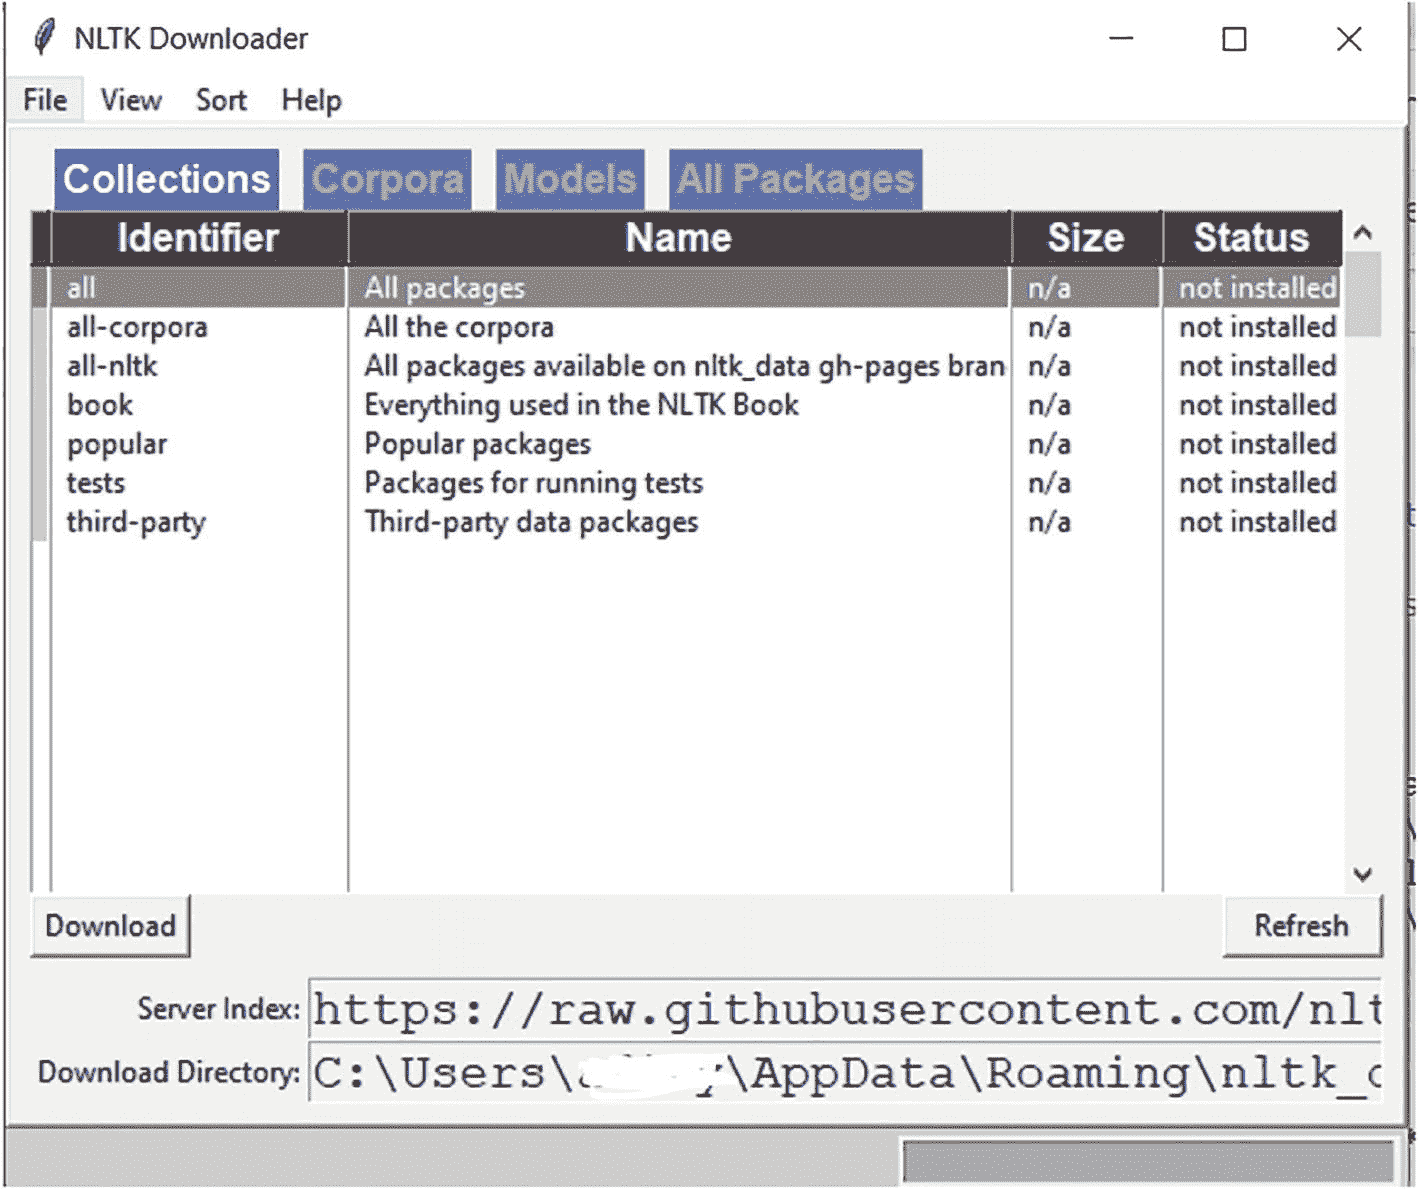 NLTK Downloader
File View Sort Help
Collections Corpora Models All Packages
Identifier Name Size Status
all All packages n/a not installed
all-corpora All the corpora n/a not installed
all-nltk All packages available on nltk_data gh-pages bran n/a not installed
book Everything used in the NLTK Book n/a not installed
popular Popular packages n/a not installed
tests Packages for running tests n/a not installed
third-party Third-party data packages n/a not installed
Download Refresh
Server Index: https://raw.githubusercontent.com/nlt
Download Directory: C:\Users\ \AppData\Roaming\nltk_